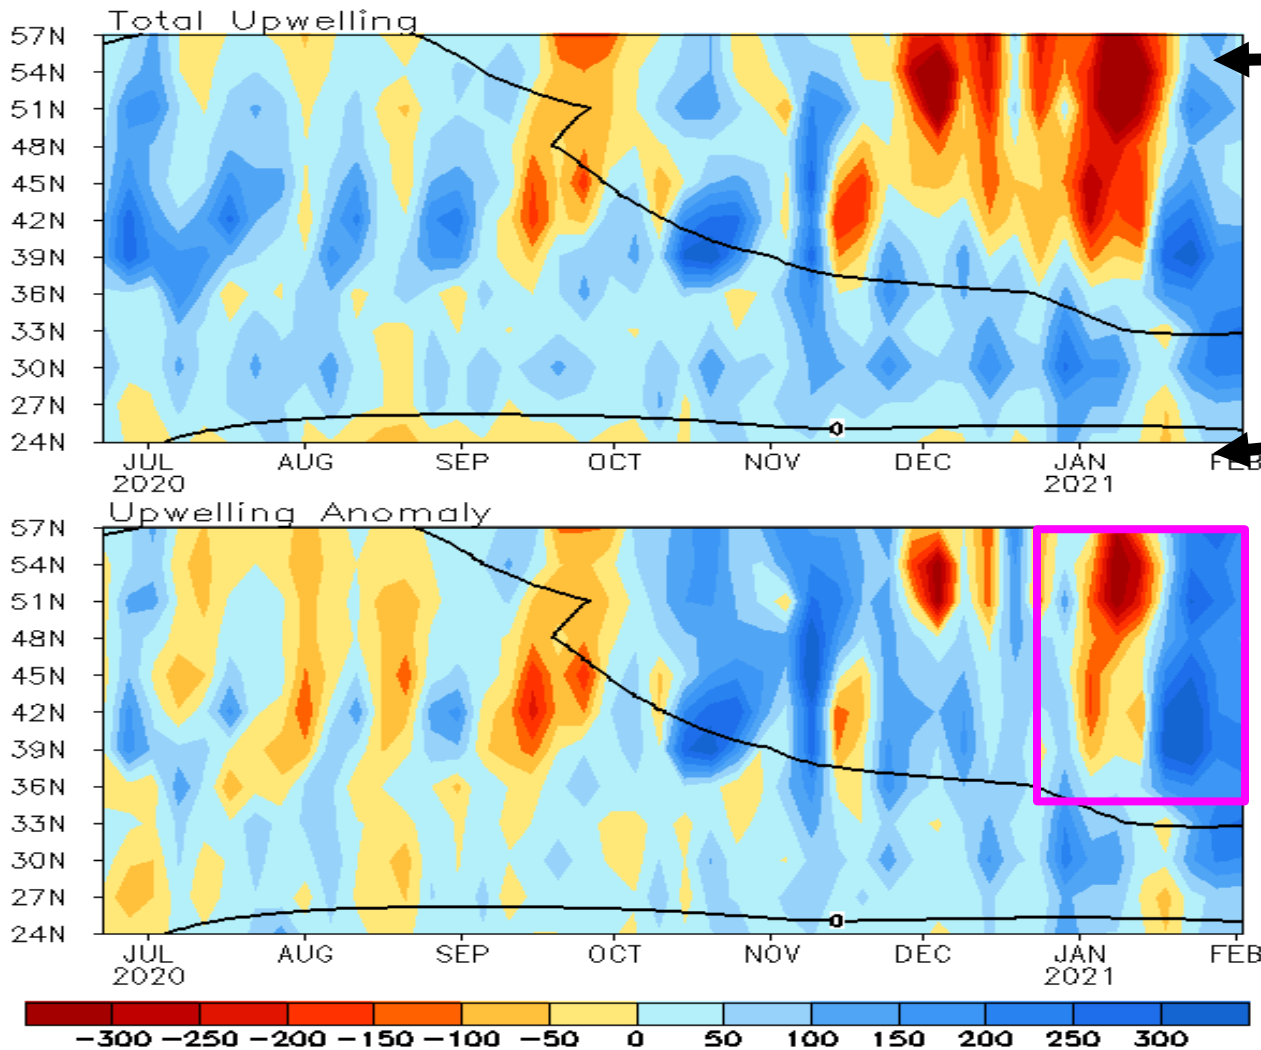 Total Upwelling
57N
54N
51N
48N
45N
42N
39N
36N
33N
30N
27N
24N
0
JUL AUG SEP OCT NOV DEC JAN FEB
2020 2021
Upwelling Anomaly
57N
54N
51N
48N
45N
42N
39N
36N
33N
30N
27N
24N
0
JUL AUG SEP OCT NOV DEC JAN FEB
2020 2021
-300 -250 -200 -150 -100 -50 0 50 100 150 200 250 300